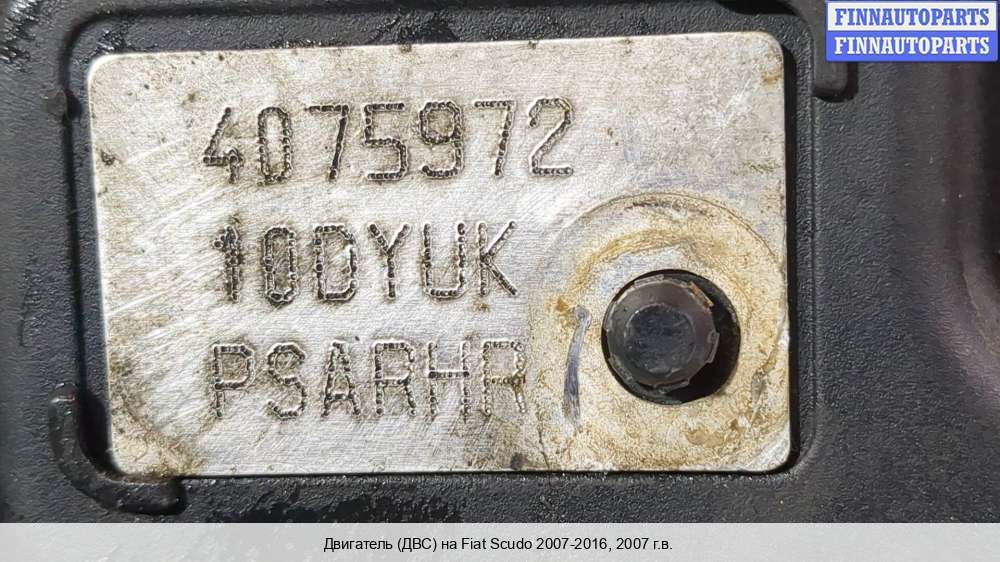 FINNAUTOPARTS
FINNAUTOPARTS
4075972
10DYUK
PSARHR
Двигатель (ДВС) на Fiat Scudo 2007-2016, 2007 г.в.